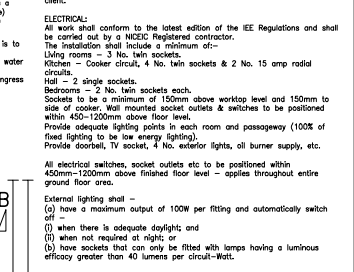 s a
e)
client.
is to
water
ngress
ELECTRICAL:
All work shall conform to the latest edition of the IEE Regulations and shall
be carried out by a NICEIC Registered contractor.
The installation shall include a minimum of:-
Living rooms - 3 No. twin sockets.
Kitchen - Cooker circuit, 4 No. twin sockets & 2 No. 15 amp radial
circuits.
Hall - 2 single sockets.
Bedrooms - 2 No. twin sockets each.
Sockets to be a minimum of 150mm above worktop level and 150mm to
side of cooker. Wall mounted socket outlets & switches to be positioned
within 450-1200mm above floor level.
Provide adequate lighting points in each room and passageway (100% of
fixed lighting to be low energy lighting).
Provide doorbell, TV socket, 4 No. exterior lights, oil burner supply, etc.
All electrical switches, socket outlets etc to be positioned within
450mm-1200mm above finished floor level - applies throughout entire
ground floor area.
External lighting shall -
(a) have a maximum output of 100W per fitting and automatically switch
off -
(i) when there is adequate daylight; and
(ii) when not required at night; or
(b) have sockets that can only be fitted with lamps having a luminous
efficacy greater than 40 lumens per circuit-Watt.
B